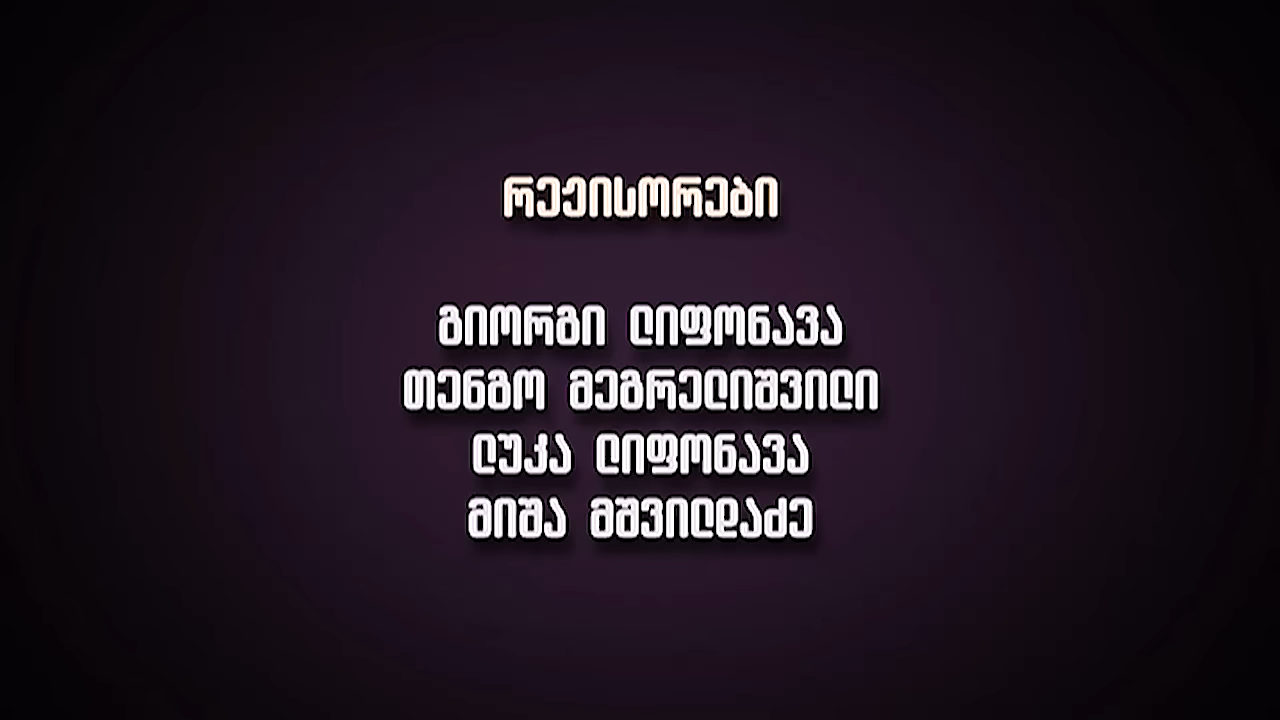 რეჟისორები
გიორგი ლიფონავა
თენგო მეგრელიშვილი
ლუკა ლიფონავა
მიშა მშვილდაძე